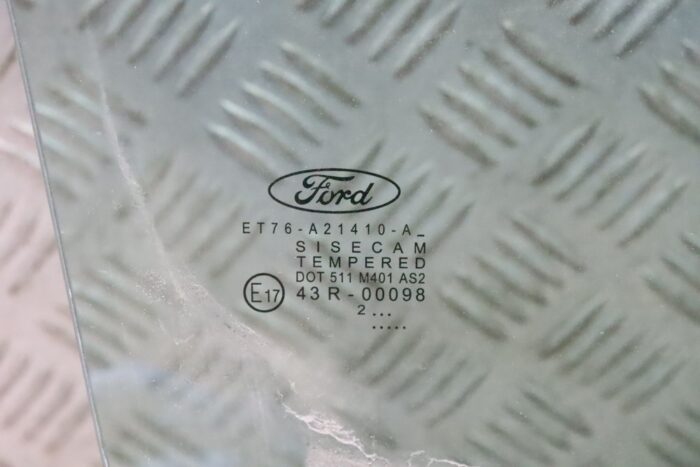 Ford
ET76-A21410-A_
SISECAM
TEMPERED
DOT 511 M401 AS2
E17 43R-00098
2 ...
.....